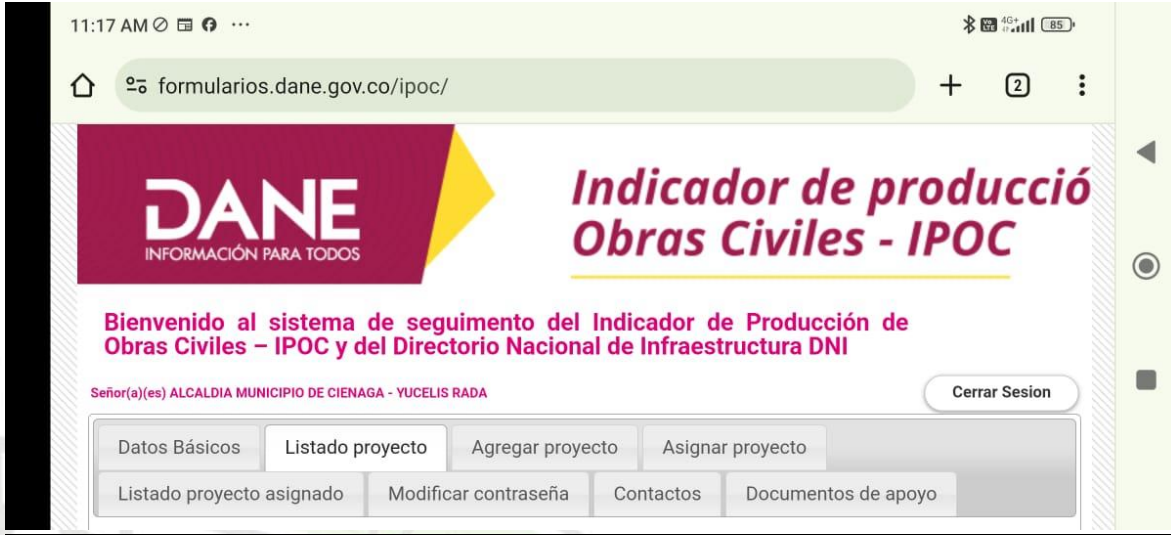 11:17 AM
4G+
85
formularios.dane.gov.co/ipoc/
2
DANE
INFORMACIÓN PARA TODOS
Indicador de producció
Obras Civiles - IPOC
Bienvenido al sistema de seguimento del Indicador de Producción de
Obras Civiles – IPOC y del Directorio Nacional de Infraestructura DNI
Señor(a)(es) ALCALDIA MUNICIPIO DE CIENAGA - YUCELIS RADA
Cerrar Sesion
Datos Básicos Listado proyecto Agregar proyecto Asignar proyecto
Listado proyecto asignado Modificar contraseña Contactos Documentos de apoyo